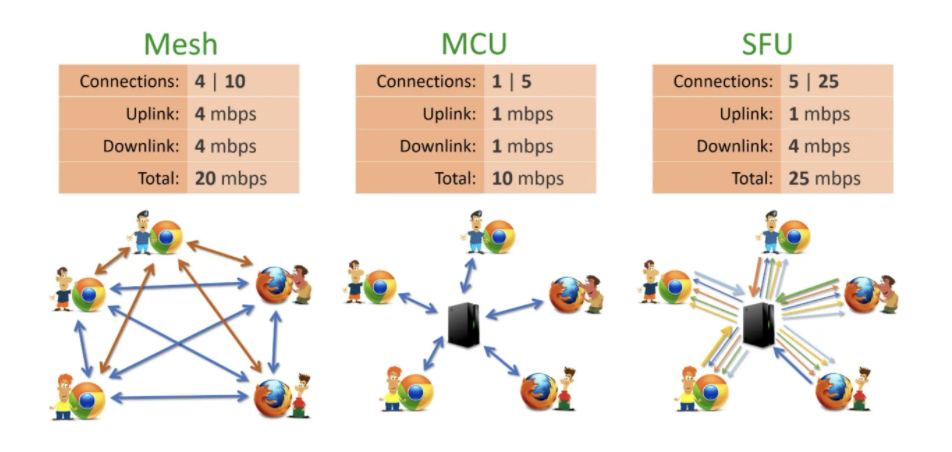 Mesh
Connections: 4 | 10
Uplink: 4 mbps
Downlink: 4 mbps
Total: 20 mbps
MCU
Connections: 1 | 5
Uplink: 1 mbps
Downlink: 1 mbps
Total: 10 mbps
SFU
Connections: 5 | 25
Uplink: 1 mbps
Downlink: 4 mbps
Total: 25 mbps